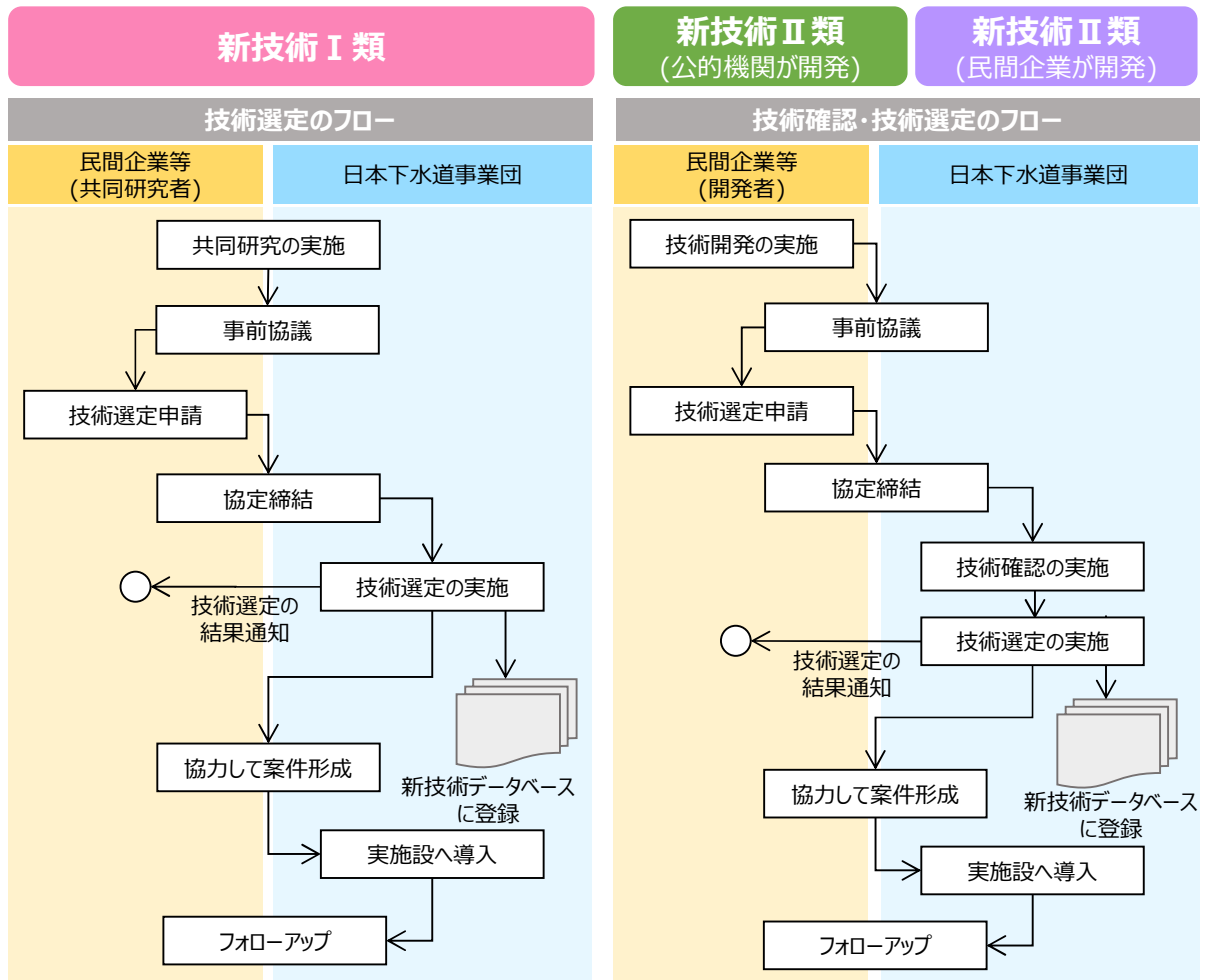 新技術Ⅰ類
技術選定のフロー
民間企業等
(共同研究者)
日本下水道事業団
共同研究の実施
事前協議
技術選定申請
協定締結
技術選定の実施
技術選定の
結果通知
協力して案件形成
新技術データベース
に登録
実施設へ導入
フォローアップ
新技術Ⅱ類
(公的機関が開発)
新技術Ⅱ類
(民間企業が開発)
技術確認・技術選定のフロー
民間企業等
(開発者)
日本下水道事業団
技術開発の実施
事前協議
技術選定申請
協定締結
技術確認の実施
技術選定の実施
技術選定の
結果通知
協力して案件形成
新技術データベース
に登録
実施設へ導入
フォローアップ